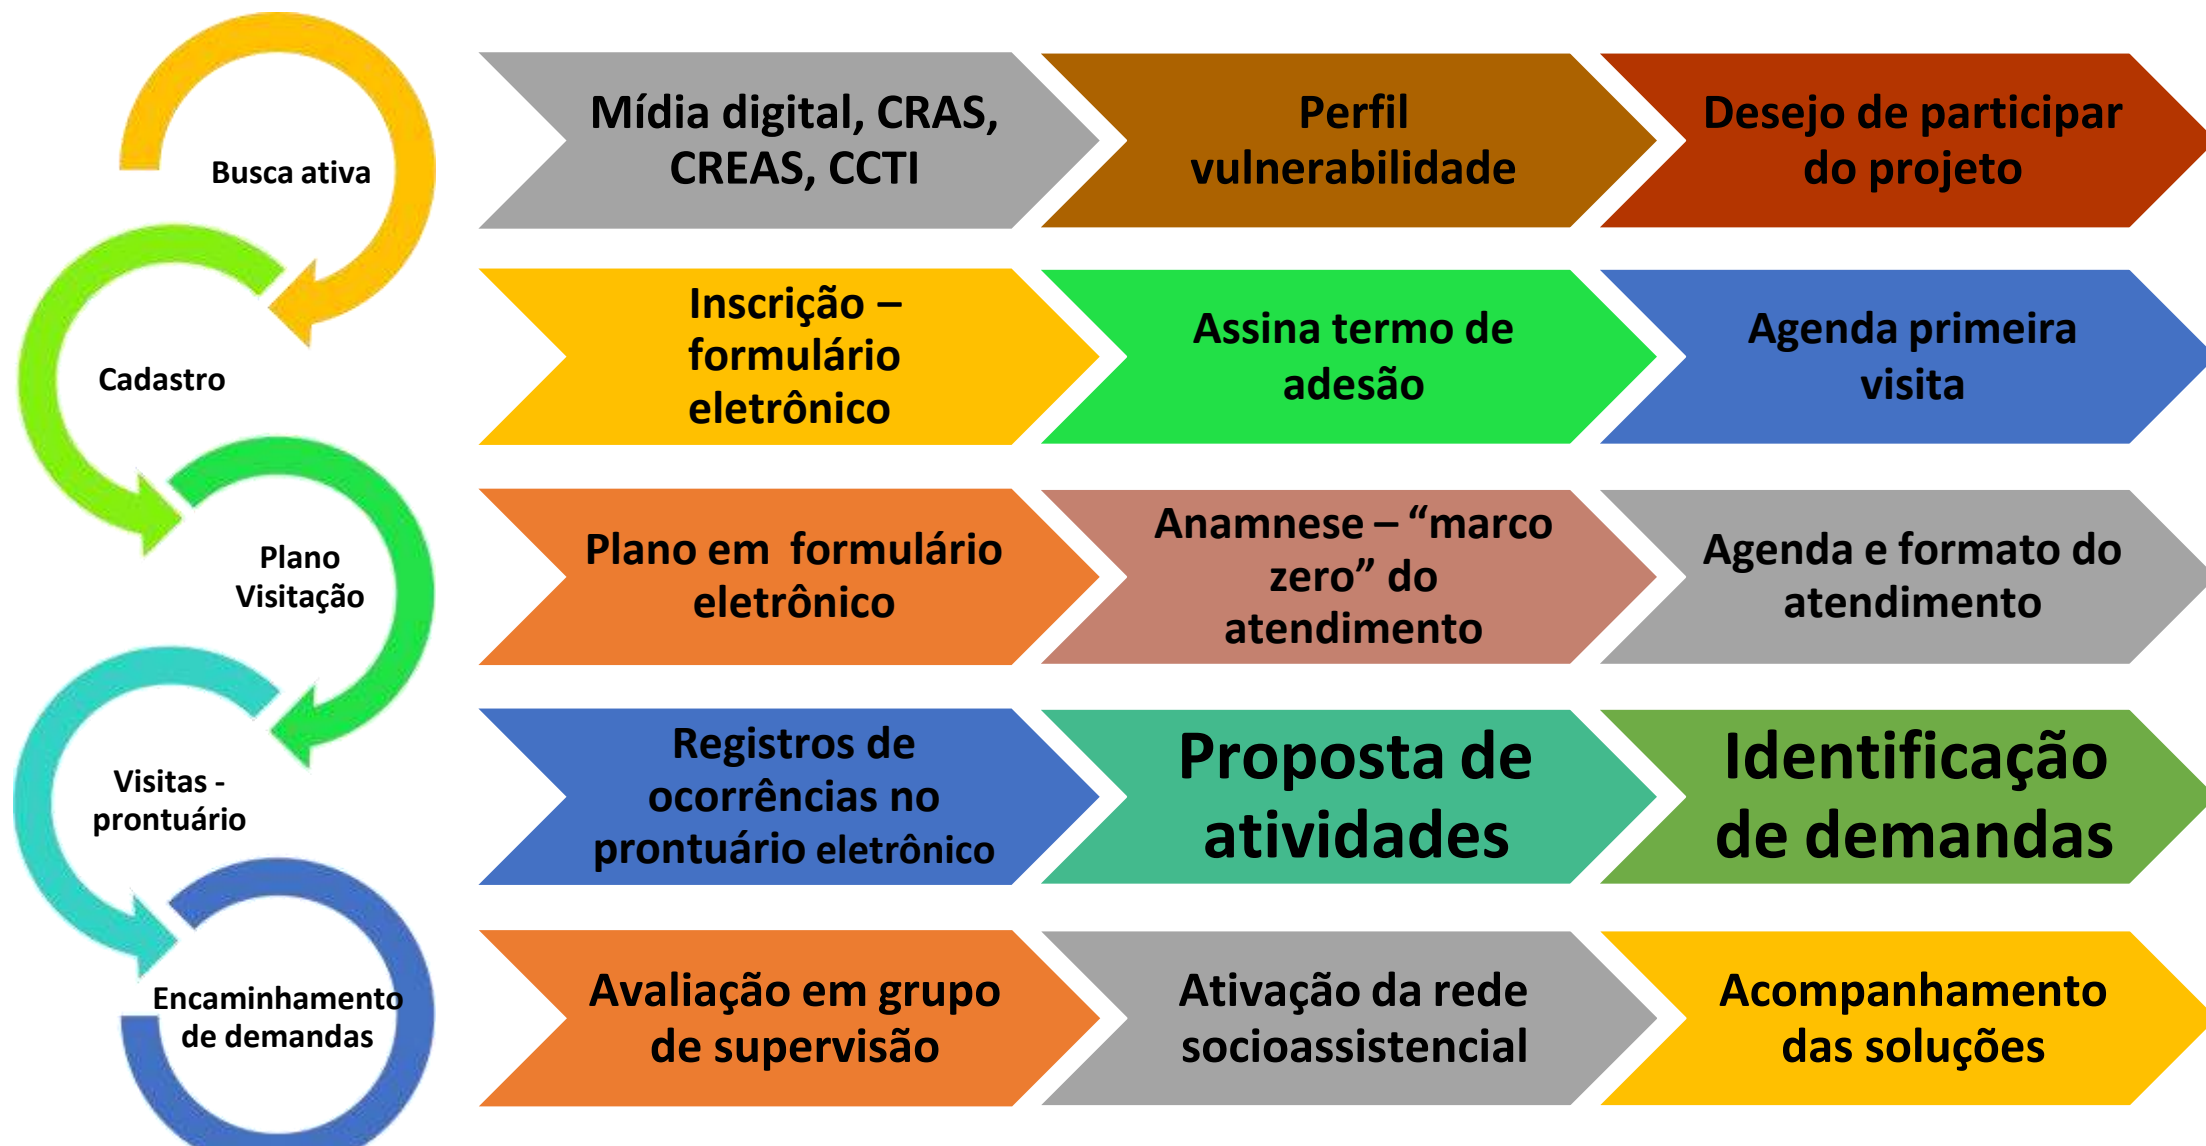 Busca ativa
Mídia digital, CRAS,
CREAS, CCTI
Perfil
vulnerabilidade
Desejo de participar
do projeto
Cadastro
Inscrição –
formulário
eletrônico
Assina termo de
adesão
Agenda primeira
visita
Plano
Visitação
Plano em formulário
eletrônico
Anamnese – “marco
zero” do
atendimento
Agenda e formato do
atendimento
Visitas -
prontuário
Registros de
ocorrências no
prontuário eletrônico
Proposta de
atividades
Identificação
de demandas
Encaminhamento
de demandas
Avaliação em grupo
de supervisão
Ativação da rede
socioassistencial
Acompanhamento
das soluções